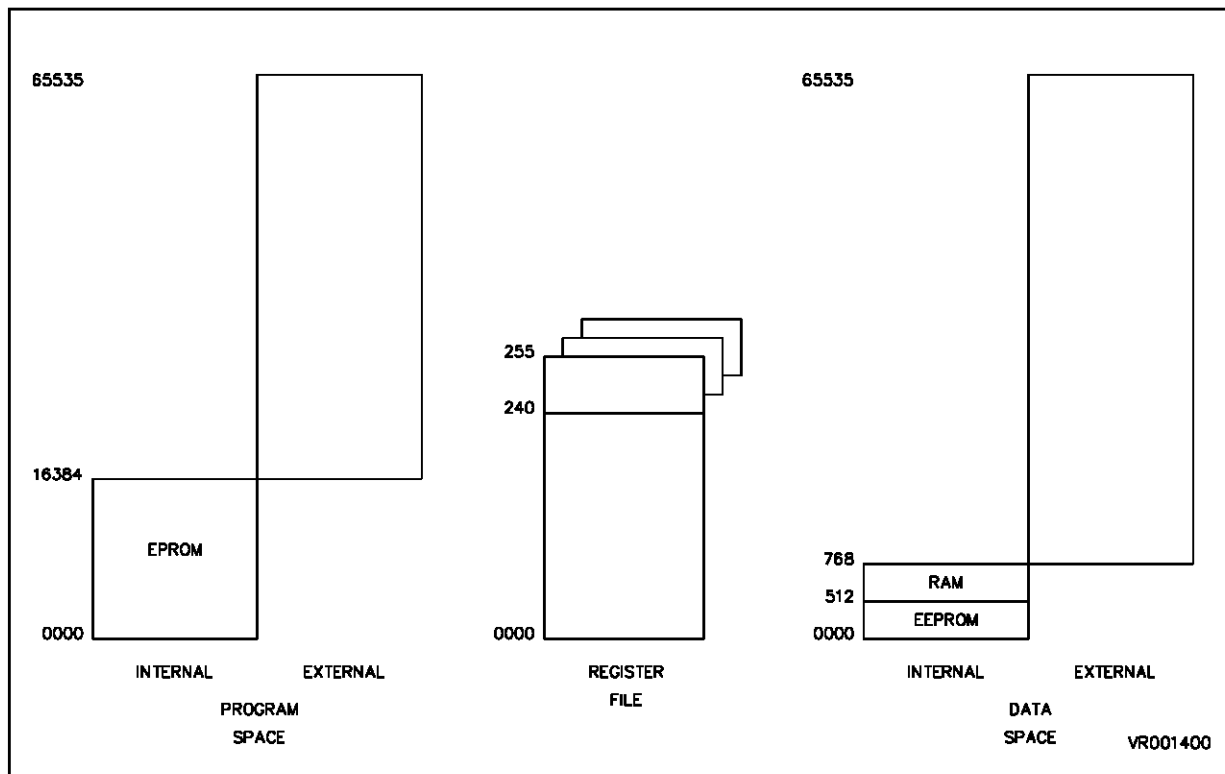 65535
16384
EPROM
0000
INTERNAL
EXTERNAL
PROGRAM
SPACE
255
240
0000
REGISTER
FILE
65535
768
RAM
512
EEPROM
0000
INTERNAL
EXTERNAL
DATA
SPACE
VR001400